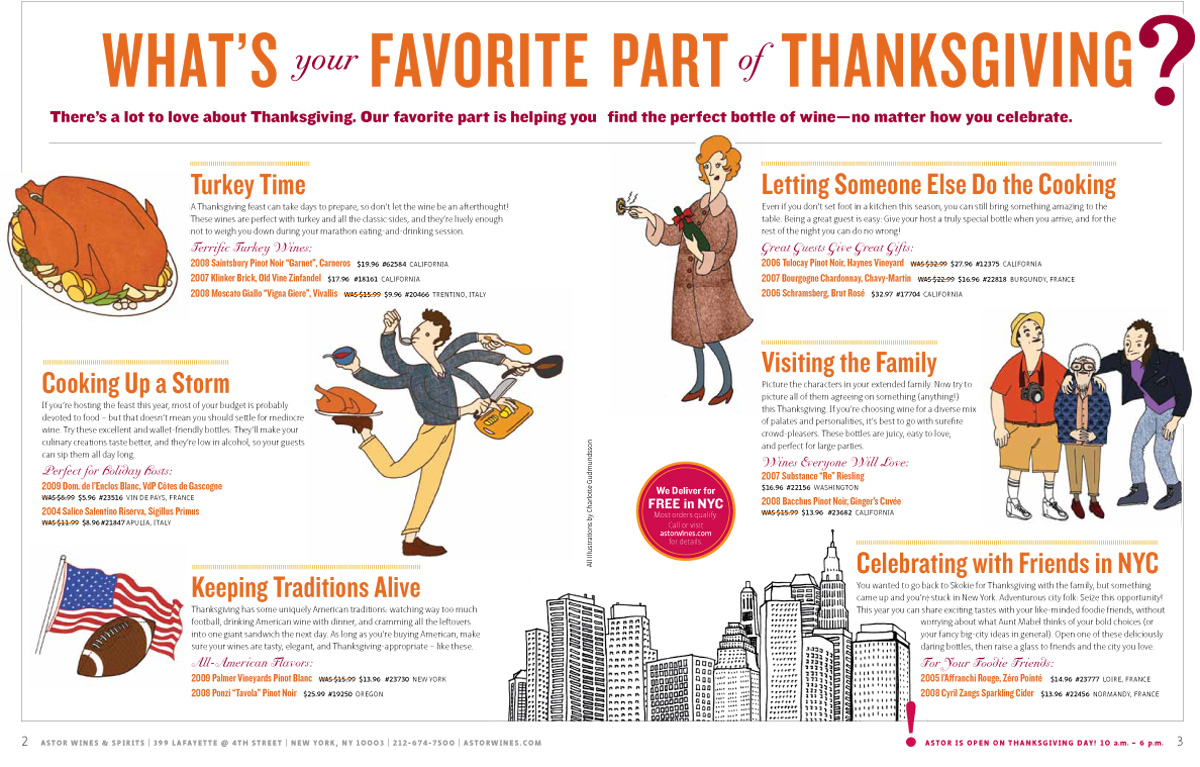 WHAT'S your FAVORITE PART of THANKSGIVING?
There's a lot to love about Thanksgiving. Our favorite part is helping you find the perfect bottle of wine—no matter how you celebrate.
Turkey Time
A Thanksgiving feast can take days to prepare, so don't let the wine be an afterthought!
These wines are perfect with turkey and all the classic sides, and they're lively enough
not to weigh you down during your marathon eating-and-drinking session.
Terrific Turkey Wines:
2008 Saintsbury Pinot Noir "Garnet", Carneros $19.96 #62584 CALIFORNIA
2007 Klinker Brick, Old Vine Zinfandel $17.96 #18161 CALIFORNIA
2008 Moscato Giallo "Vigna Giere", Vivallis WAS $15.99 $9.96 #20466 TRENTINO, ITALY
Cooking Up a Storm
If you're hosting the feast this year, most of your budget is probably
devoted to food – but that doesn't mean you should settle for mediocre
wine. Try these excellent and wallet-friendly bottles. They'll make your
culinary creations taste better, and they're low in alcohol, so your guests
can sip them all day long.
Perfect for Holiday Hosts:
2009 Dom. de l'Enclos Blanc, VdP Côtes de Gascogne
WAS $8.99 $5.96 #23516 VIN DE PAYS, FRANCE
2004 Salice Salentino Riserva, Sigillus Primus
WAS $11.99 $8.96 #21847 APULIA, ITALY
Keeping Traditions Alive
Thanksgiving has some uniquely American traditions: watching way too much
football, drinking American wine with dinner, and cramming all the leftovers
into one giant sandwich the next day. As long as you're buying American, make
sure your wines are tasty, elegant, and Thanksgiving-appropriate – like these.
All-American Flavors:
2009 Palmer Vineyards Pinot Blanc WAS $15.99 $13.96 #23730 NEW YORK
2008 Ponzi "Tavola" Pinot Noir $25.99 #19250 OREGON
All Illustrations by Charlote Gudmundsson
Letting Someone Else Do the Cooking
Even if you don't set foot in a kitchen this season, you can still bring something amazing to the
table. Being a great guest is easy: Give your host a truly special bottle when you arrive, and for the
rest of the night you can do no wrong!
Great Guests Give Great Gifts:
2006 Tulocay Pinot Noir, Haynes Vineyard WAS $32.99 $27.96 #12375 CALIFORNIA
2007 Bourgogne Chardonnay, Chavy-Martin WAS $22.99 $16.96 #22818 BURGUNDY, FRANCE
2006 Schramsberg, Brut Rosé $32.97 #17704 CALIFORNIA
Visiting the Family
Picture the characters in your extended family. Now try to
picture all of them agreeing on something (anything!)
this Thanksgiving. If you're choosing wine for a diverse mix
of palates and personalities, it's best to go with surefire
crowd-pleasers. These bottles are juicy, easy to love,
and perfect for large parties.
Wines Everyone Will Love:
2007 Substance "Re" Riesling
$16.96 #22156 WASHINGTON
2008 Bacchus Pinot Noir, Ginger's Cuvée
WAS $15.99 $13.96 #23682 CALIFORNIA
We Deliver for
FREE in NYC
Most orders qualify.
Call or visit
astorwines.com
for details.
Celebrating with Friends in NYC
You wanted to go back to Skokie for Thanksgiving with the family, but something
came up and you're stuck in New York. Adventurous city folk: Seize this opportunity!
This year you can share exciting tastes with your like-minded foodie friends, without
worrying about what Aunt Mabel thinks of your bold choices (or
your fancy big-city ideas in general). Open one of these deliciously
daring bottles, then raise a glass to friends and the city you love.
For Your Foodie Friends:
2005 l'Affranchi Rouge, Zéro Pointé $14.96 #23777 LOIRE, FRANCE
2008 Cyril Zangs Sparkling Cider $13.96 #22456 NORMANDY, FRANCE
2 ASTOR WINES & SPIRITS | 399 LAFAYETTE @ 4TH STREET | NEW YORK, NY 10003 | 212-674-7500 | ASTORWINES.COM
! ASTOR IS OPEN ON THANKSGIVING DAY! 10 a.m. – 6 p.m. 3